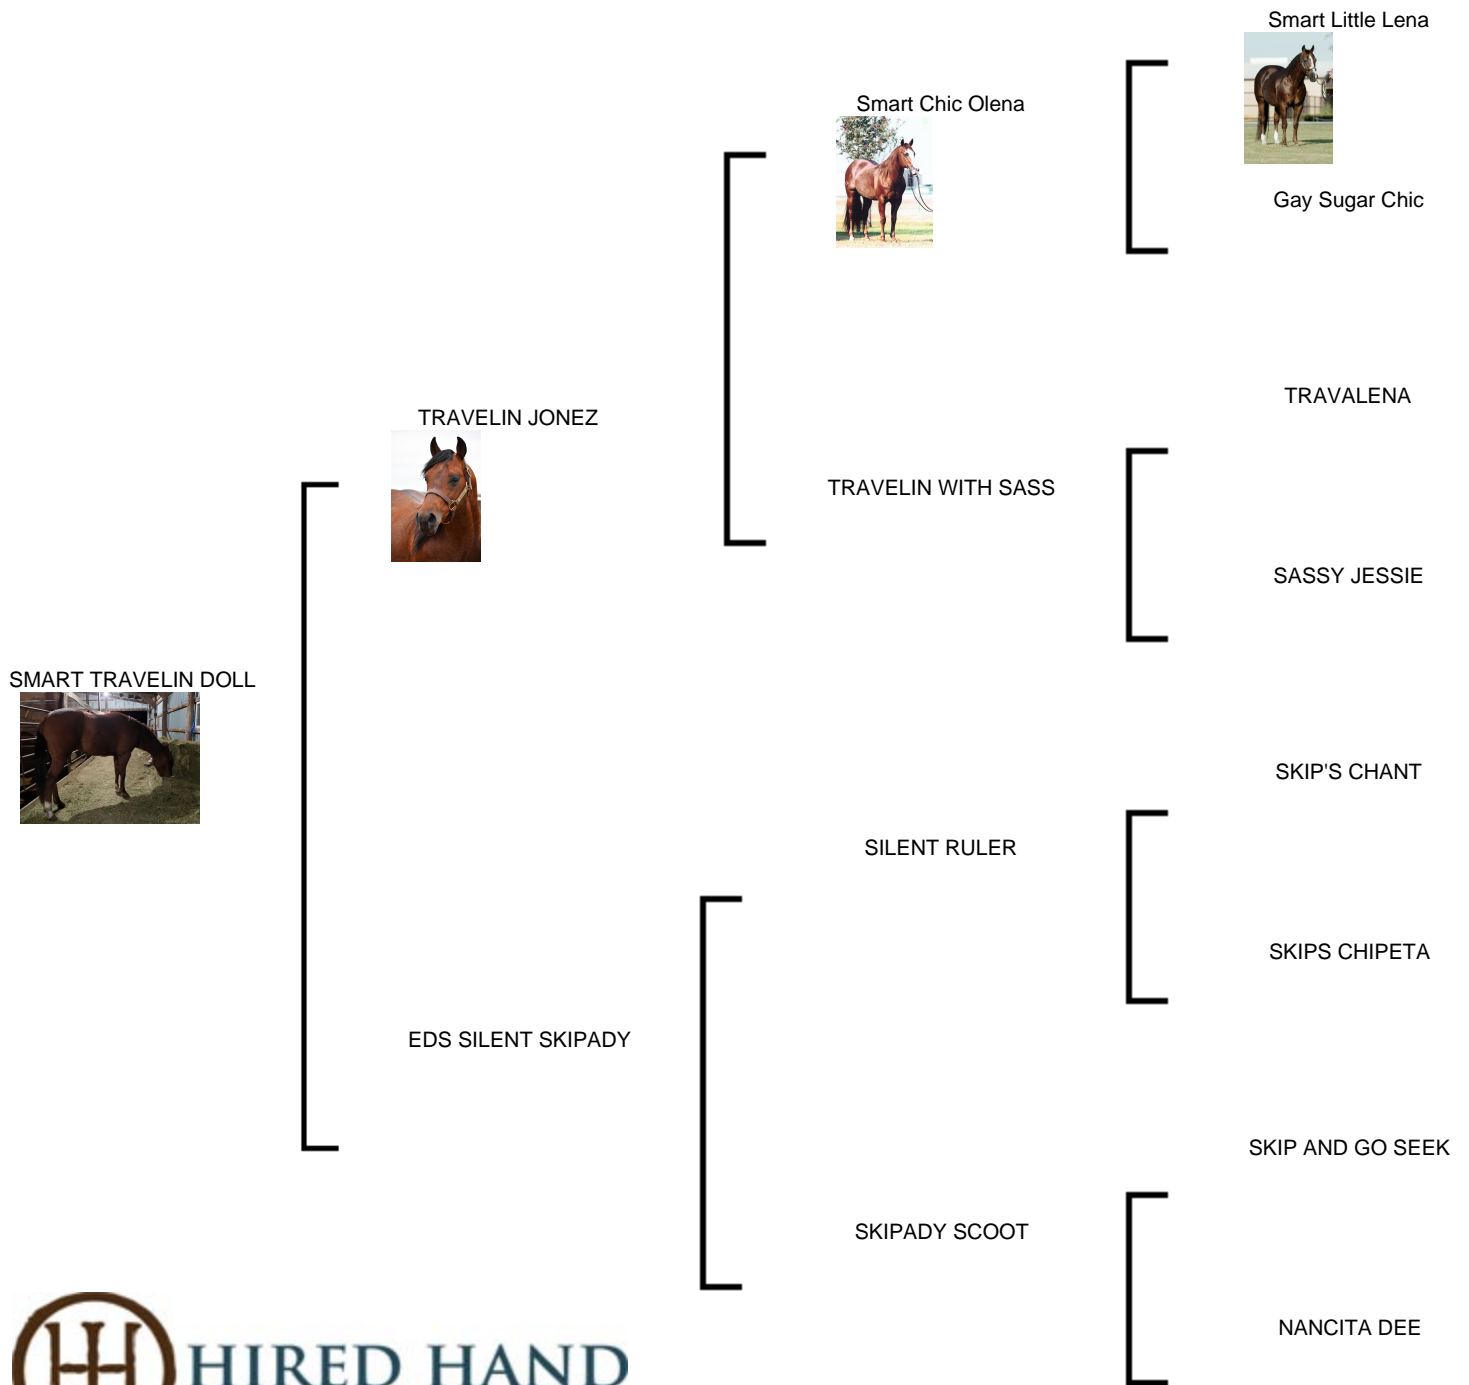 Smart Little Lena
Smart Chic Olena
Gay Sugar Chic
TRAVALENA
TRAVELIN JONEZ
TRAVELIN WITH SASS
SASSY JESSIE
SMART TRAVELIN DOLL
SKIP'S CHANT
SILENT RULER
SKIPS CHIPETA
EDS SILENT SKIPADY
SKIP AND GO SEEK
SKIPADY SCOOT
NANCITA DEE
HIRED HAND